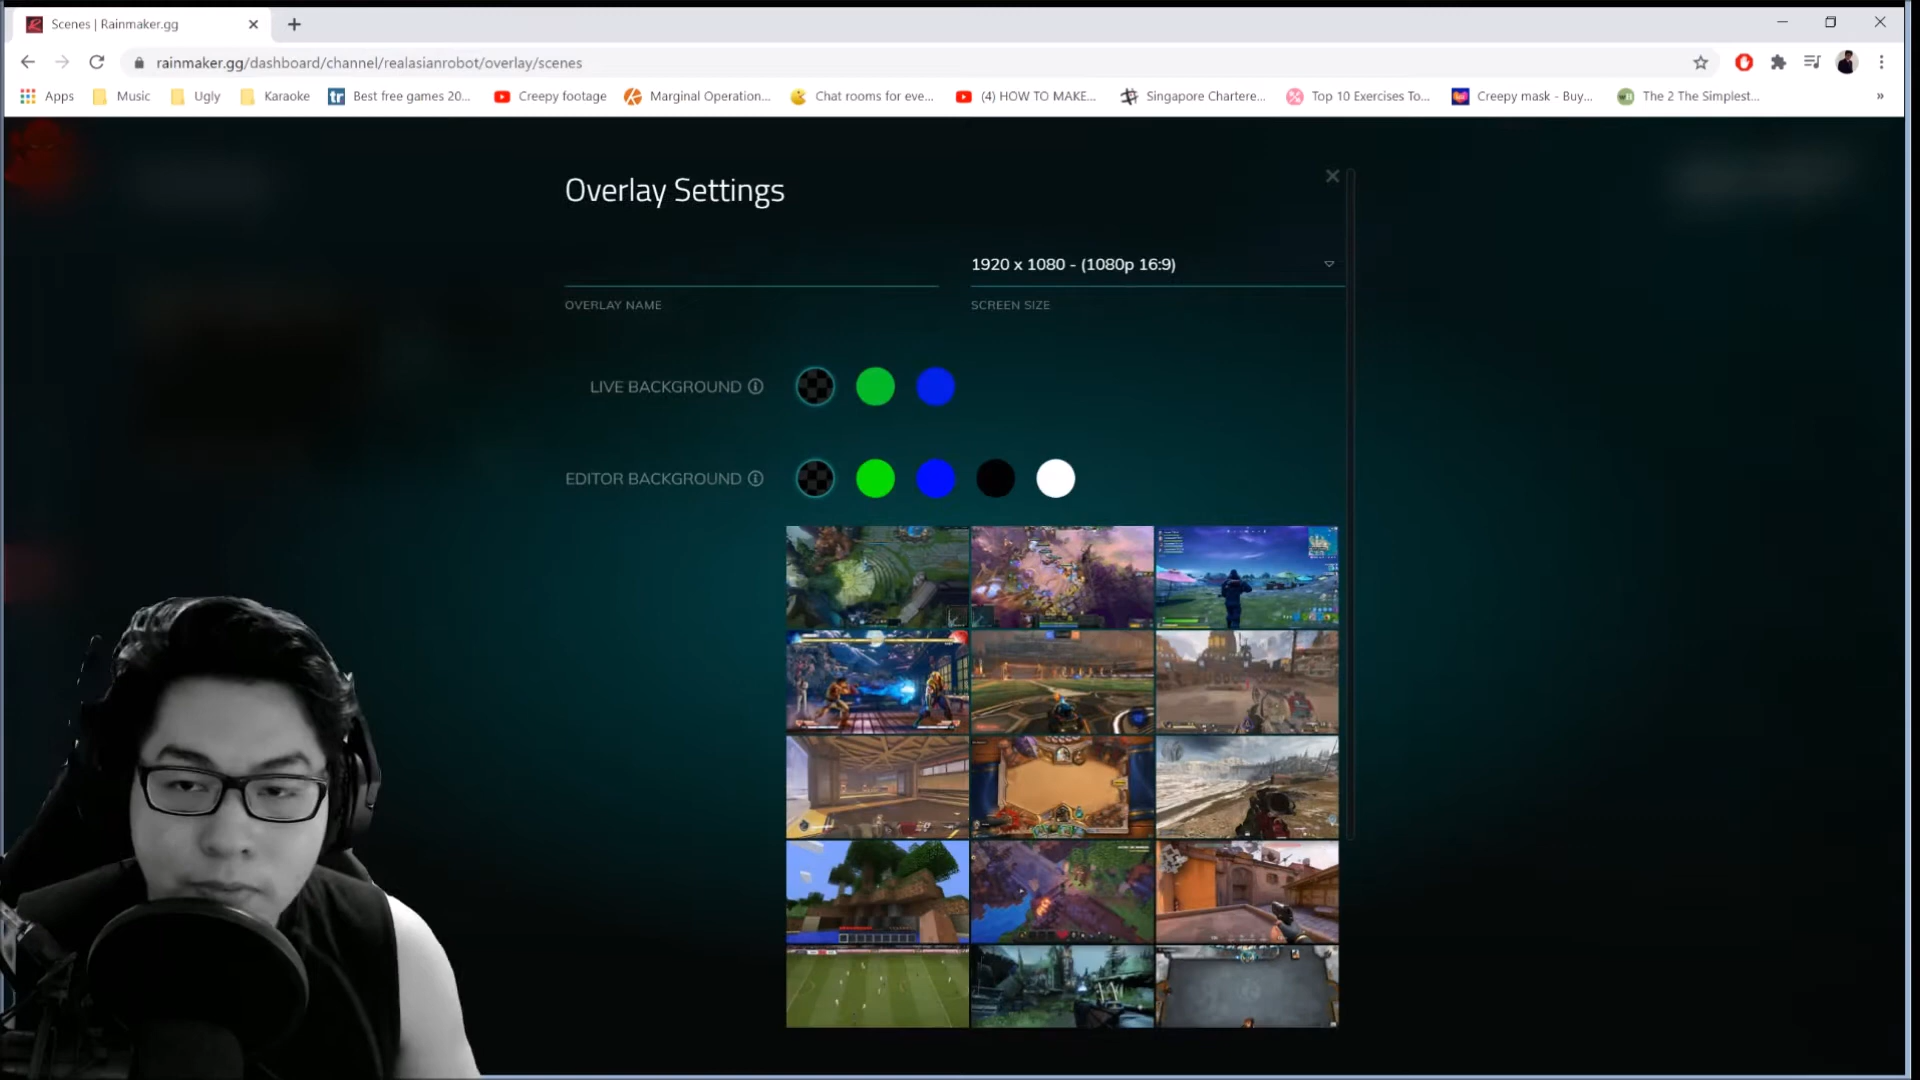 Scenes | Rainmaker.gg
rainmaker.gg/dashboard/channel/realasianrobot/overlay/scenes
Apps Music Ugly Karaoke Best free games 20... Creepy footage Marginal Operation... Chat rooms for eve... (4) HOW TO MAKE... Singapore Chartere... Top 10 Exercises To... Creepy mask - Buy... The 2 The Simplest... »
Overlay Settings
1920 x 1080 - (1080p 16:9)
OVERLAY NAME SCREEN SIZE
LIVE BACKGROUND
EDITOR BACKGROUND